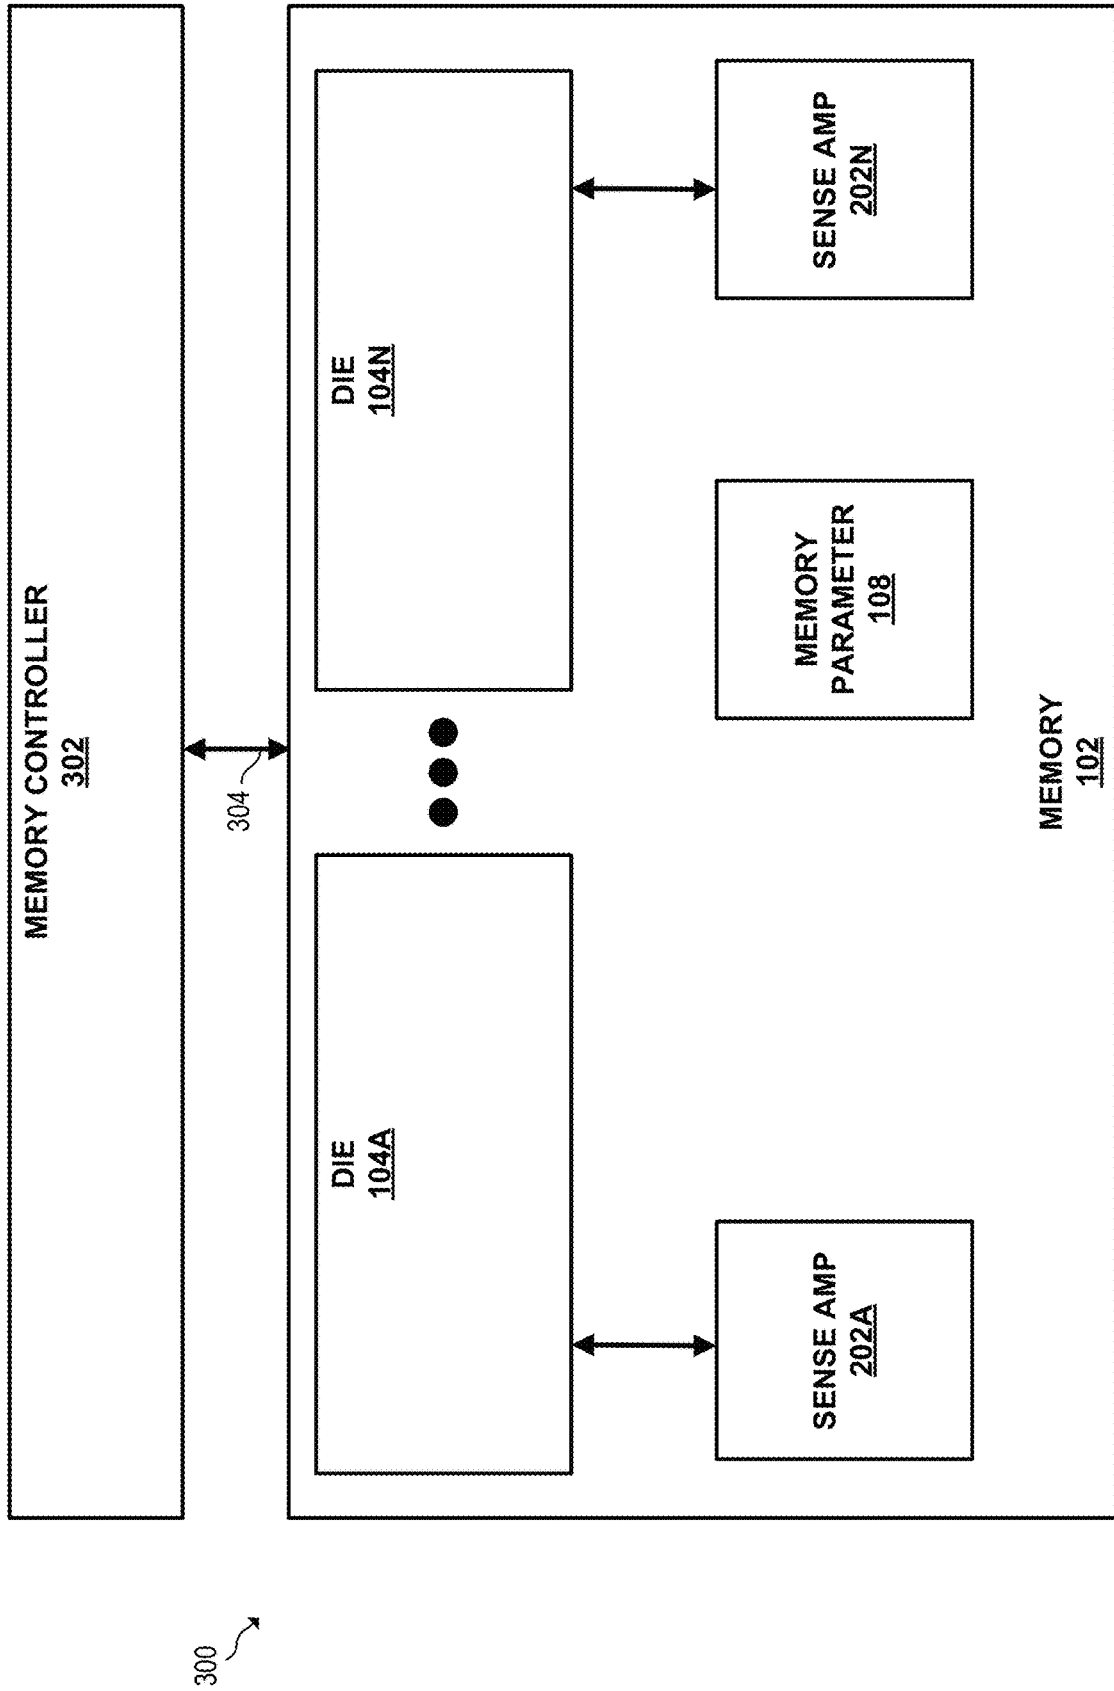 300
MEMORY CONTROLLER
302
304
DIE
104A
DIE
104N
SENSE AMP
202A
MEMORY
PARAMETER
108
SENSE AMP
202N
MEMORY
102